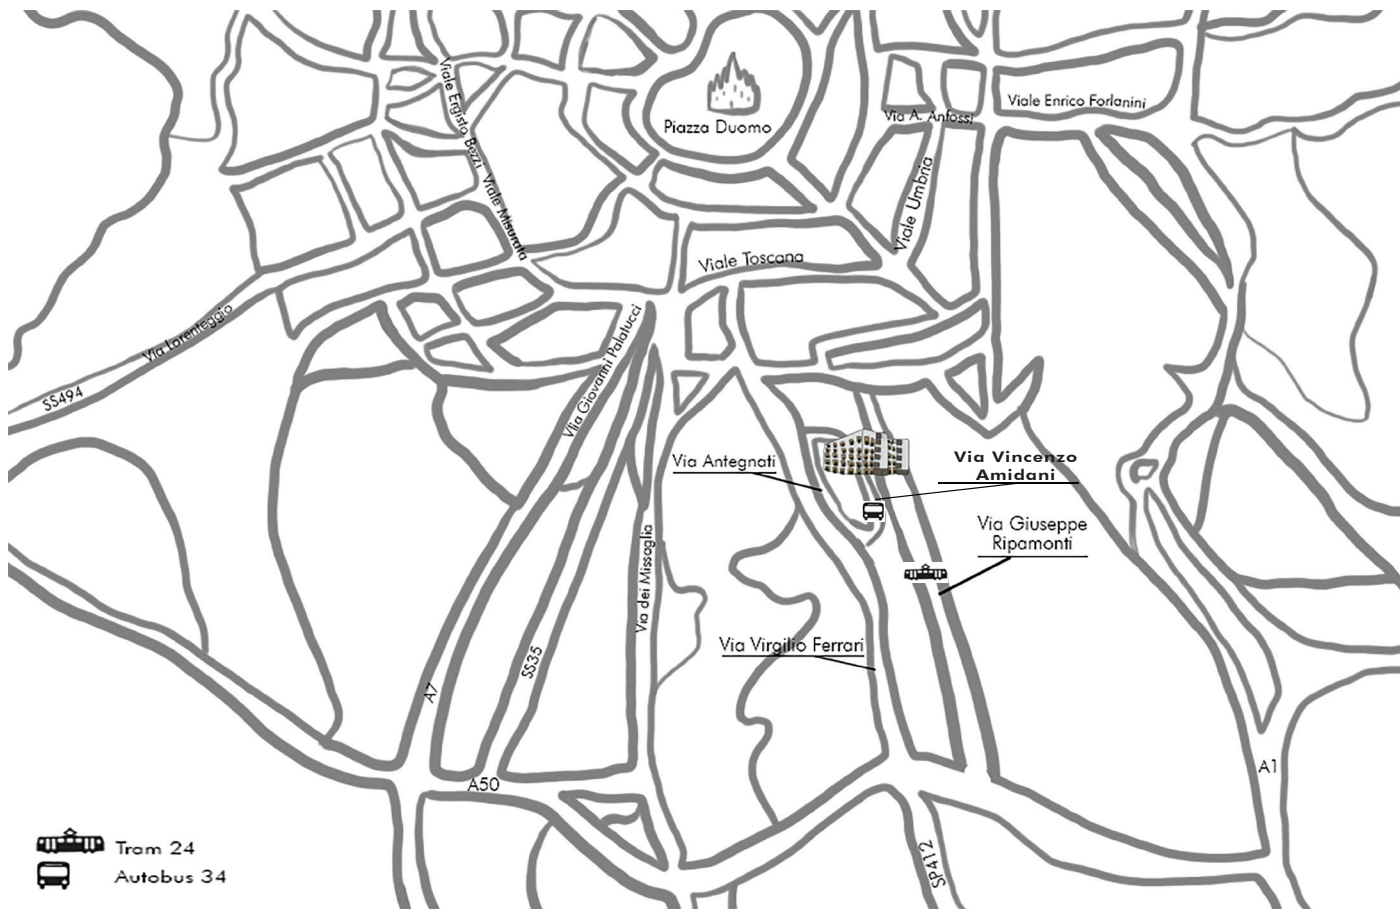 Viale Ergisto Bezzi
Viale Misurata
Piazza Duomo
Viale Enrico Forlanini
Via A. Anfossi
Viale Umbria
Viale Toscana
Via Lorenteggio
SS494
VIia Giovanni Palatucci
Via Antegnati
Via Vincenzo
Amidani
Via Giuseppe
Ripamonti
Via dei Missaglia
Via Virgilio Ferrari
SS35
A7
A50
A1
SP412
Tram 24
Autobus 34